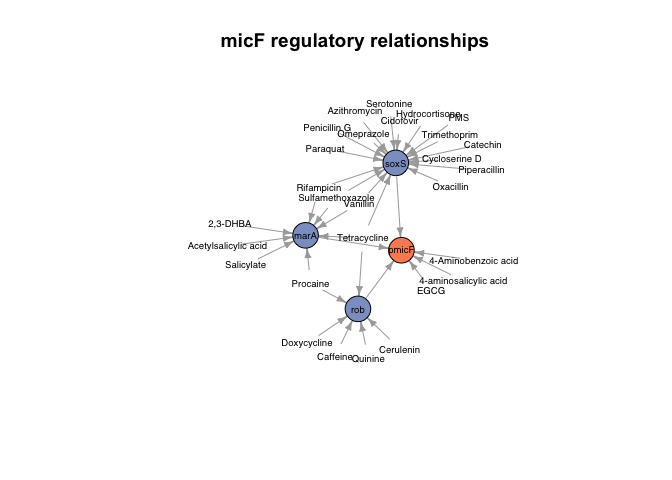 micF regulatory relationships
Serotonine
Azithromycin
Hydrocortisone
PMS
Cidofovir
Penicillin G
Omeprazole
Trimethoprim
Catechin
Paraquat
soxS
Cycloserine D
Piperacillin
Rifampicin
Oxacillin
Sulfamethoxazole
Vanillin
2,3-DHBA
marA
Tetracycline
Acetylsalicylic acid
pmicF
4-Aminobenzoic acid
Salicylate
4-aminosalicylic acid
Procaine
EGCG
rob
Doxycycline
Cerulenin
Caffeine
Quinine